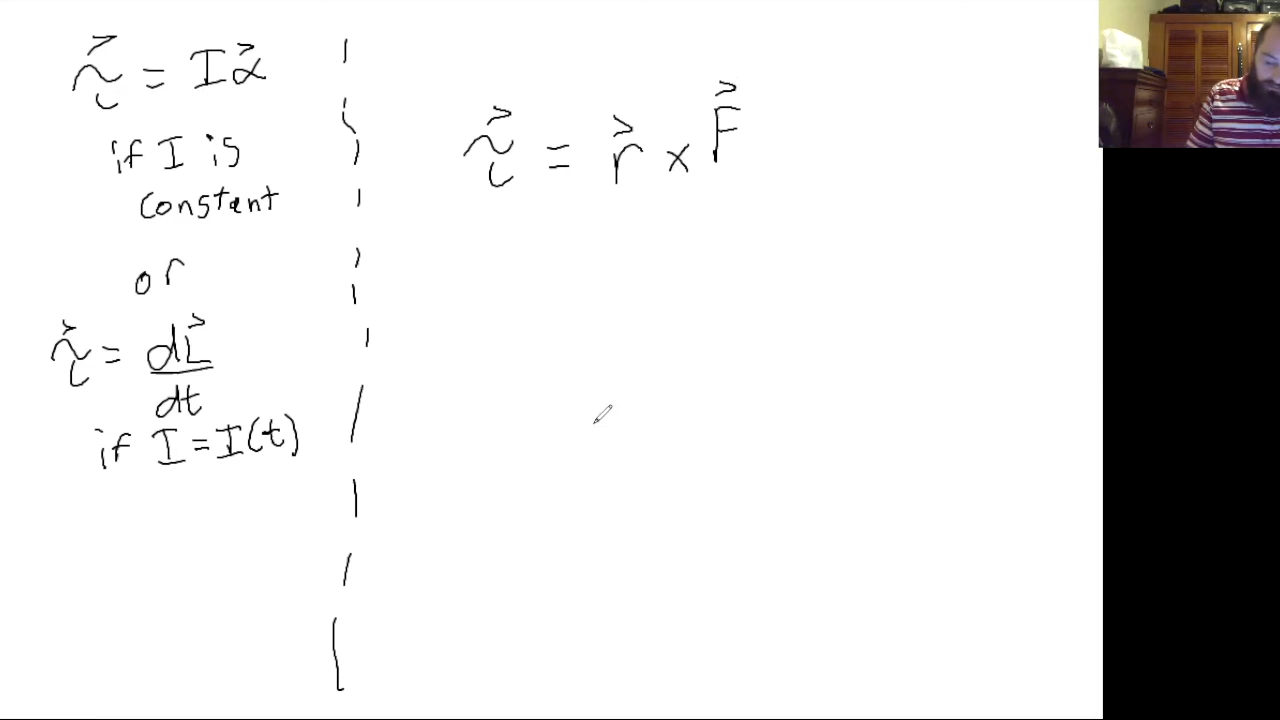 τ⃗ = Iα⃗
if I is
constant
or
τ⃗ = dL⃗/dt
if I = I(t)
τ⃗ = r⃗ × F⃗